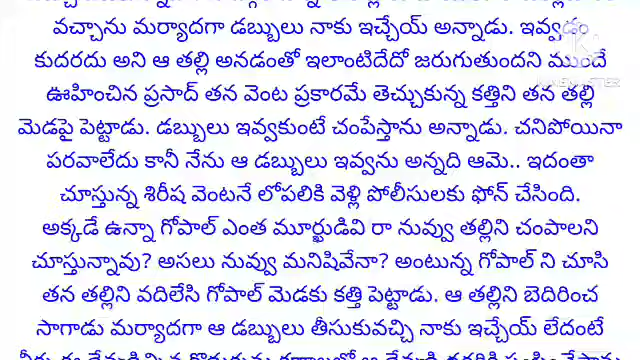 వచ్చాను మర్యాదగా డబ్బులు నాకు ఇచ్చేయ్ అన్నాడు. ఇవ్వడం
కుదరదు అని ఆ తల్లి అనడంతో ఇలాంటిదేదో జరుగుతుందని ముందే
ఊహించిన ప్రసాద్ తన వెంట ప్రకారమే తెచ్చుకున్న కత్తిని తన తల్లి
మెడపై పెట్టాడు. డబ్బులు ఇవ్వకుంటే చంపేస్తాను అన్నాడు. చనిపోయినా
పరవాలేదు కానీ నేను ఆ డబ్బులు ఇవ్వను అన్నది ఆమె.. ఇదంతా
చూస్తున్న శిరీష వెంటనే లోపలికి వెళ్లి పోలీసులకు ఫోన్ చేసింది.
అక్కడే ఉన్నా గోపాల్ ఎంత మూర్ఖుడివి రా నువ్వు తల్లిని చంపాలని
చూస్తున్నావు? అసలు నువ్వు మనిషివేనా? అంటున్న గోపాల్ ని చూసి
తన తల్లిని వదిలేసి గోపాల్ మెడకు కత్తి పెట్టాడు. ఆ తల్లిని బెదిరించ
సాగాడు మర్యాదగా ఆ డబ్బులు తీసుకువచ్చి నాకు ఇచ్చేయ్ లేదంటే